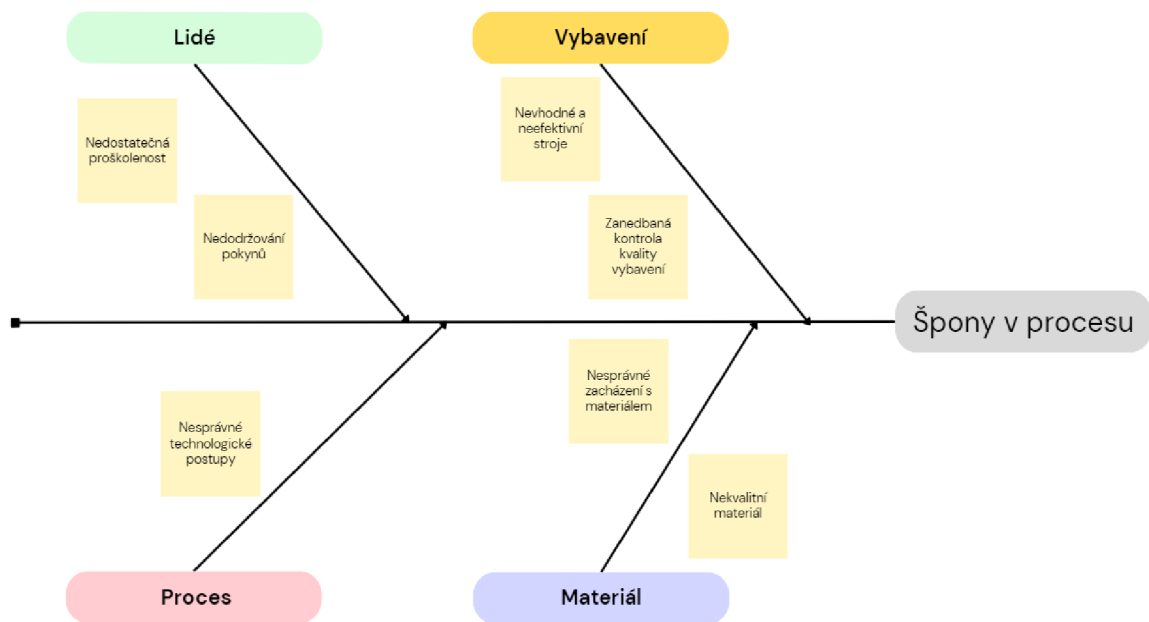 Lidé
Vybavení
Nedostatečná
proškolenost
Nedodržování
pokynů
Nevhodné a
neefektivní
stroje
Zanedbaná
kontrola
kvality
vybavení
Špony v procesu
Nesprávné
technologické
postupy
Nesprávné
zacházení s
materiálem
Nekvalitní
materiál
Proces
Materiál